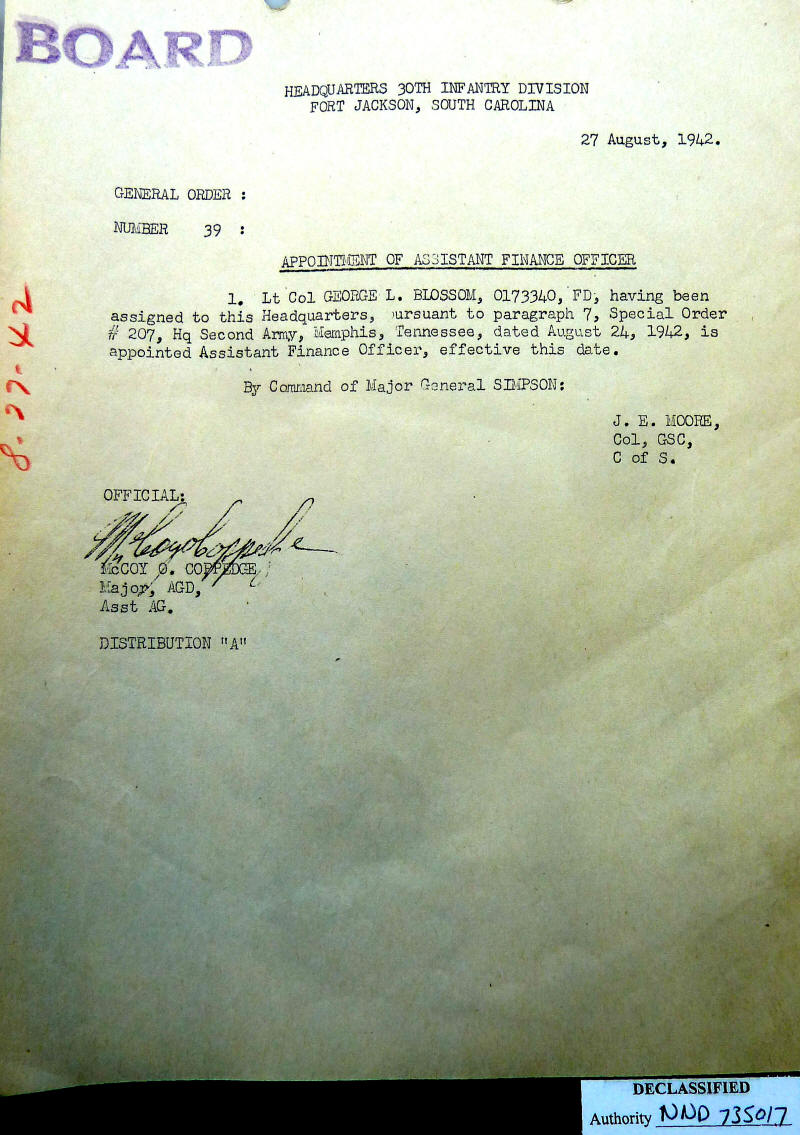 BOARD
HEADQUARTERS 30TH INFANTRY DIVISION
FORT JACKSON, SOUTH CAROLINA
27 August, 1942.
GENERAL ORDER :
NUMBER 39 :
APPOINTMENT OF ASSISTANT FINANCE OFFICER
1. Lt Col GEORGE L. BLOSSOM, 0173340, FD, having been
assigned to this Headquarters, pursuant to paragraph 7, Special Order
# 207, Hq Second Army, Memphis, Tennessee, dated August 24, 1942, is
appointed Assistant Finance Officer, effective this date.
By Command of Major General SIMPSON:
J. E. MOORE,
Col, GSC,
C of S.
8-27-42
OFFICIAL:
McCoy O Coppedge
McCOY O. COPPEDGE,
Major, AGD,
Asst AG.
DISTRIBUTION "A"
DECLASSIFIED
Authority NND 735017